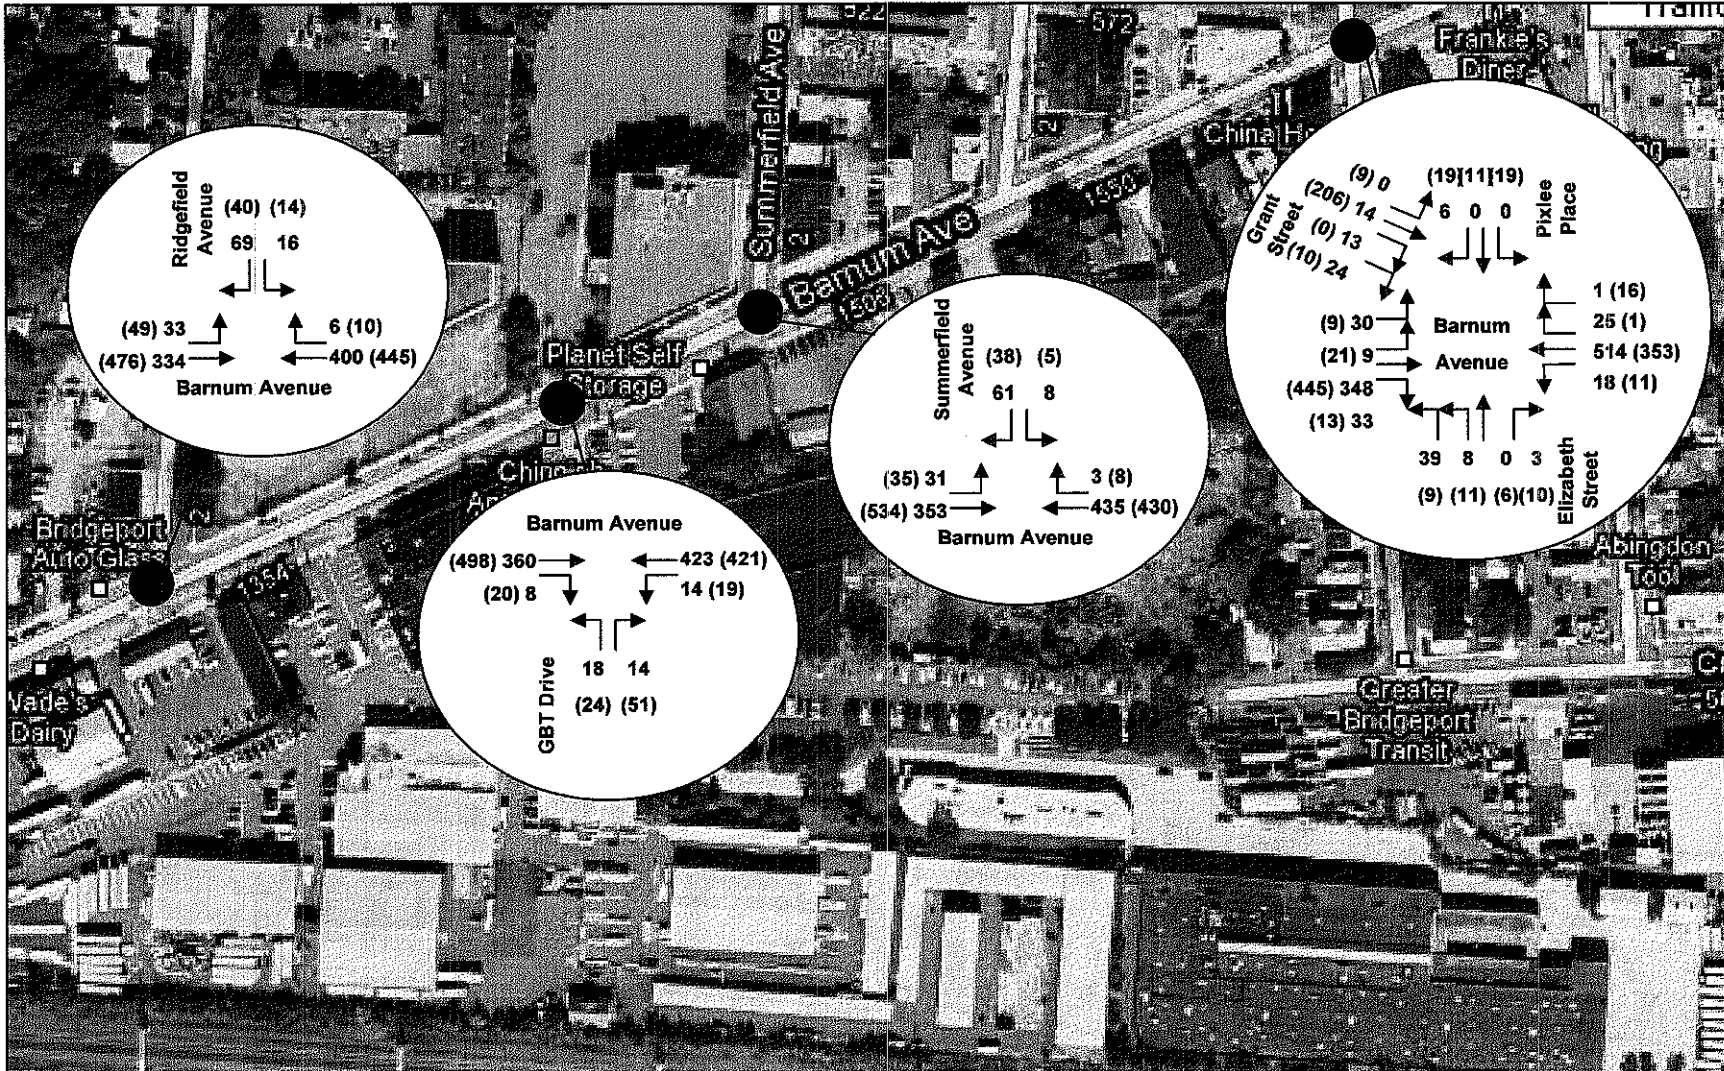 572
Frankie's
Diner
China
Summerfield Ave
2
2
Barnum Ave
1550
Planet Self
Storage
2
Bridgeport
Auto Glass
135A
Wade's
Dairy
Abingdon
Tool
Greater
Bridgeport
Transit
Ridgefield
Avenue
(40) (14)
69 16
(49) 33
6 (10)
(476) 334
400 (445)
Barnum Avenue
Barnum Avenue
(498) 360
423 (421)
(20) 8
14 (19)
18 14
(24) (51)
GBT Drive
Summerfield
Avenue
(38) (5)
61 8
(35) 31
3 (8)
(534) 353
435 (430)
Barnum Avenue
(9) 0
(206) 14
(0) 13
(10) 24
Grant
Street
(19)(11)(19)
6 0 0
Pixlee
Place
1 (16)
25 (1)
514 (353)
18 (11)
(9) 30
(21) 9
(445) 348
(13) 33
Barnum
Avenue
39 8 0 3
(9) (11) (6)(10)
Elizabeth
Street